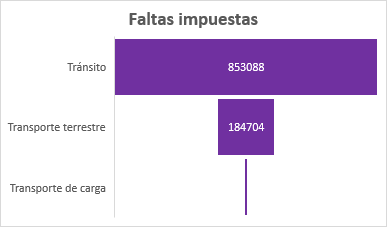 Faltas impuestas
Tránsito
853088
Transporte terrestre
184704
Transporte de carga